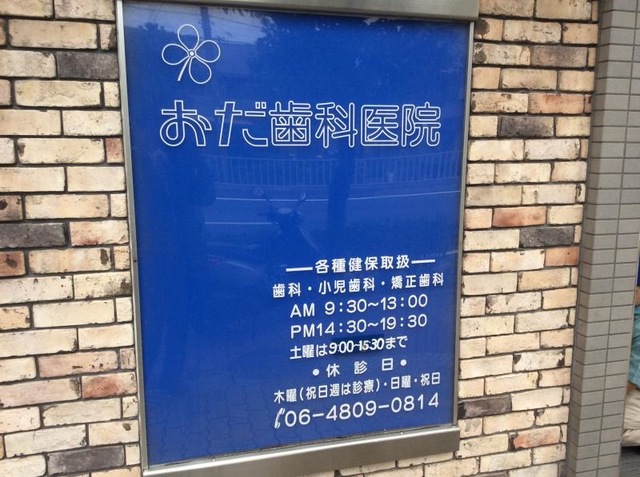 おだ歯科医院
各種健保取扱
歯科・小児歯科・矯正歯科
AM 9:30〜13:00
PM14:30〜19:30
土曜は9:00-15:30まで
・休診日・
木曜(祝日週は診療)・日曜・祝日
06-4809-0814